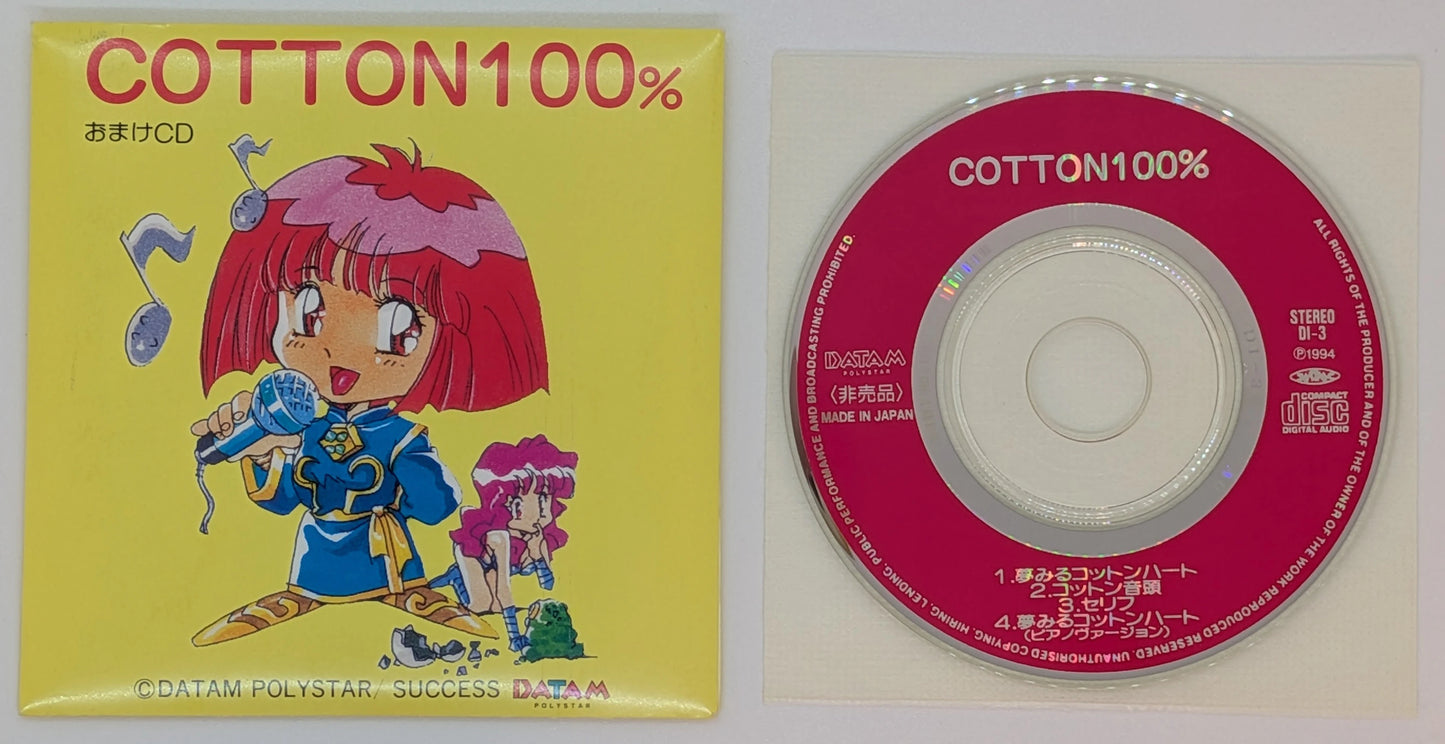 COTTON100%
おまけCD
©DATAM POLYSTAR/ SUCCESS DATAM
POLYSTAR
COTTON100%
DATAM
POLYSTAR
〈非売品〉
MADE IN JAPAN
STEREO
DI-3
Ⓟ1994
COMPACT
disc
DIGITAL AUDIO
1.夢みるコットンハート
2.コットン音頭
3.セリフ
4.夢みるコットンハート
(ピアノヴァージョン)
ALL RIGHTS OF THE PRODUCER AND OF THE OWNER OF THE WORK REPRODUCED RESERVED. UNAUTHORISED COPYING, HIRING, LENDING, PUBLIC PERFORMANCE AND BROADCASTING PROHIBITED.